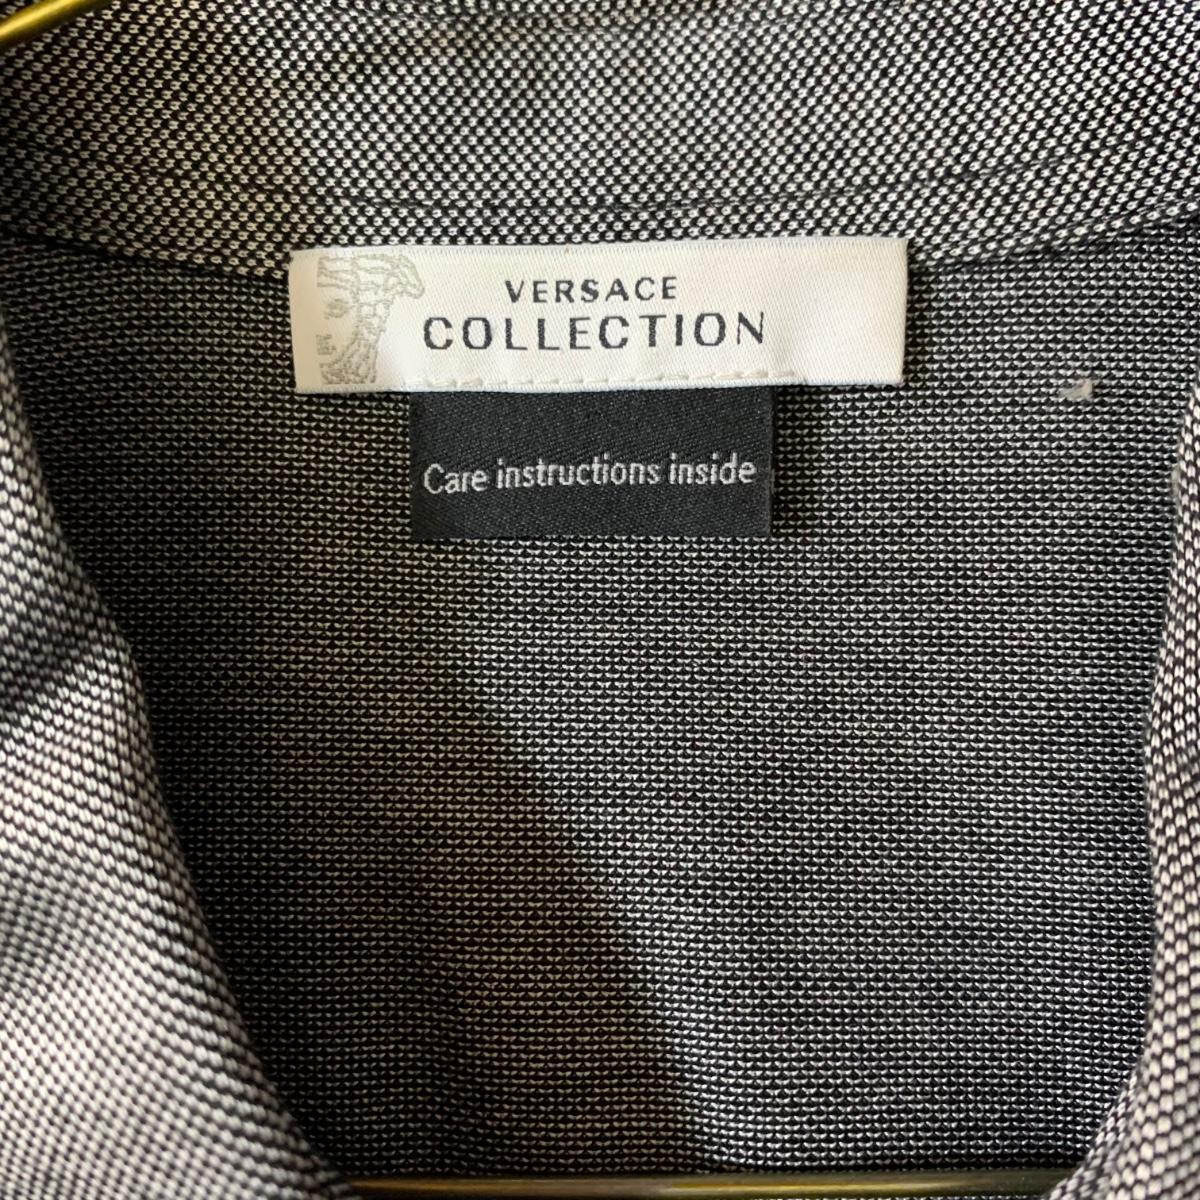 VERSACE
COLLECTION
Care instructions inside